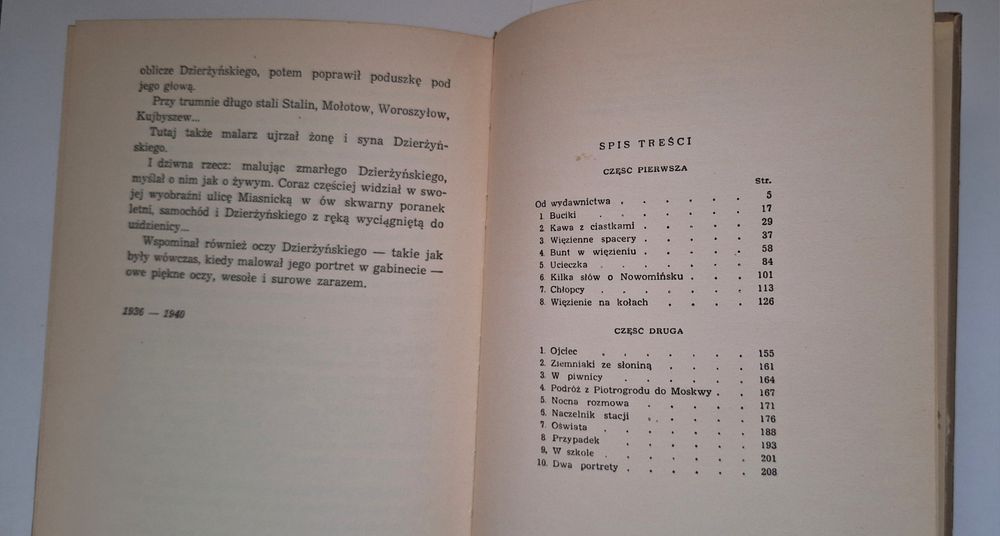 oblicze Dzierżyńskiego, potem poprawił poduszkę pod
jego głową.
Przy trumnie długo stali Stalin, Mołotow, Woroszyłow,
Kujbyszew...
Tutaj także malarz ujrzał żonę i syna Dzierżyń-
skiego.
I dziwna rzecz: malując zmarłego Dzierżyńskiego,
myślał o nim jak o żywym. Coraz częściej widział w swo-
jej wyobraźni ulicę Miasnicką w ów skwarny poranek
letni, samochód i Dzierżyńskiego z ręką wyciągniętą do
uździenicy...
Wspominał również oczy Dzierżyńskiego — takie jak
były wówczas, kiedy malował jego portret w gabinecie —
owe piękne oczy, wesołe i surowe zarazem.
1936 — 1940
SPIS TREŚCI
CZĘŚĆ PIERWSZA
Str.
Od wydawnictwa . . . . . . 5
1. Buciki . . . . . . 17
2. Kawa z ciastkami . . . . . 29
3. Więzienne spacery . . . . . 37
4. Bunt w więzieniu . . . . . 58
5. Ucieczka . . . . . . 84
6. Kilka słów o Nowomińsku . . . . 101
7. Chłopcy . . . . . . 113
8. Więzienie na kołach . . . . 126
CZĘŚĆ DRUGA
1. Ojciec . . . . . . 155
2. Ziemniaki ze słoniną . . . . 161
3. W piwnicy . . . . . 164
4. Podróż z Piotrogrodu do Moskwy . . 167
5. Nocna rozmowa . . . . . 171
6. Naczelnik stacji . . . . . 176
7. Oświata . . . . . . 188
8 Przypadek . . . . . 193
9. W szkole . . . . . . 201
10. Dwa portrety . . . . . . 208